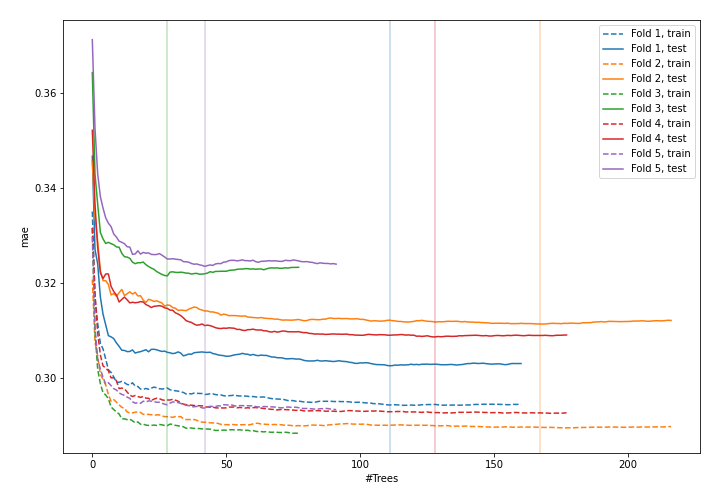 0.36
0.34
0.32
0.30
mae
0
50
100
150
200
#Trees
Fold 1, train
Fold 1, test
Fold 2, train
Fold 2, test
Fold 3, train
Fold 3, test
Fold 4, train
Fold 4, test
Fold 5, train
Fold 5, test